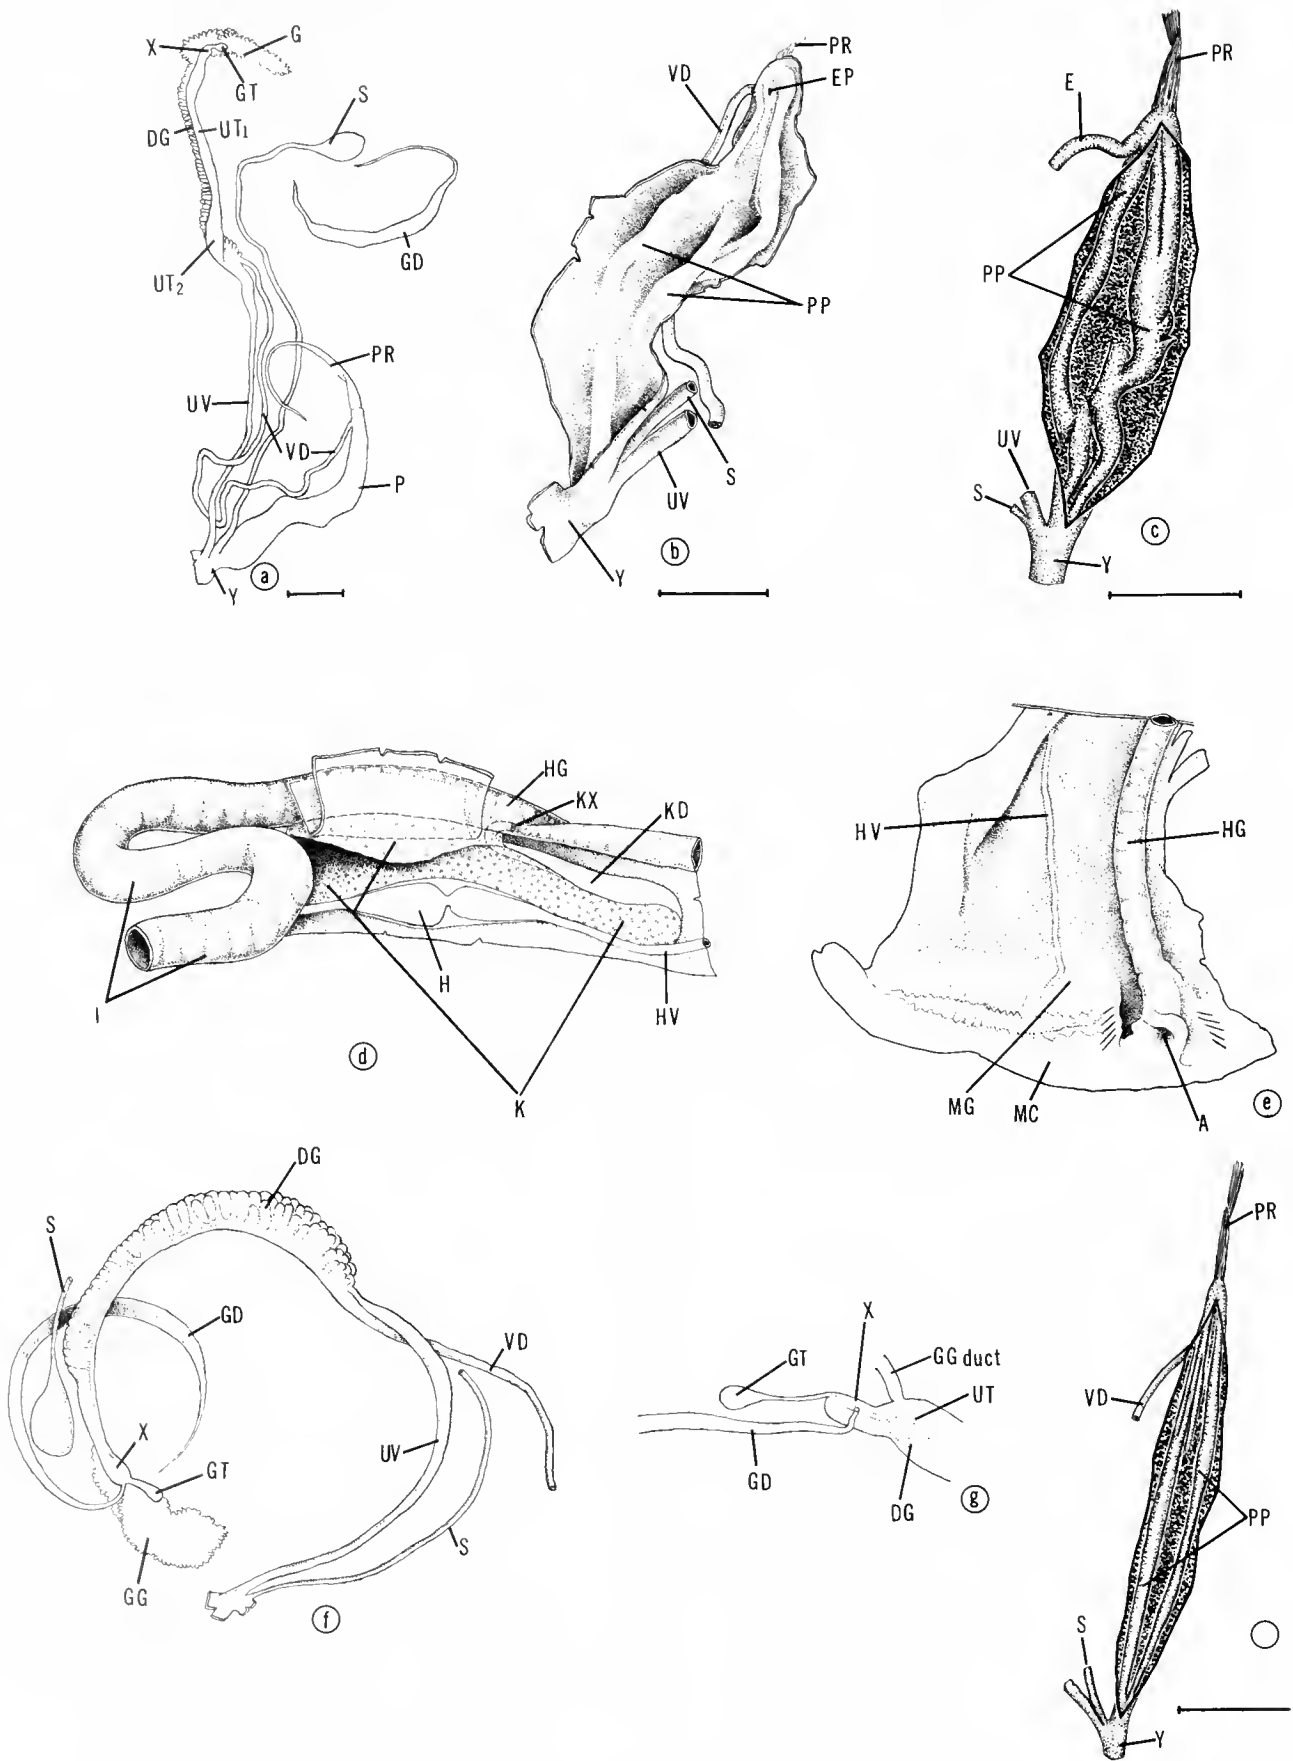 G
X
GT
S
DG
UT1
GD
UT2
PR
UV
VD
P
Y
a
PR
VD
EP
PP
S
UV
Y
b
PR
E
PP
UV
S
Y
c
HG
KX
KD
I
H
HV
K
d
HV
HG
MG
MC
A
e
DG
S
GD
VD
X
GT
UV
S
GG
f
X
GT
GG duct
UT
GD
DG
g
PR
VD
PP
S
Y